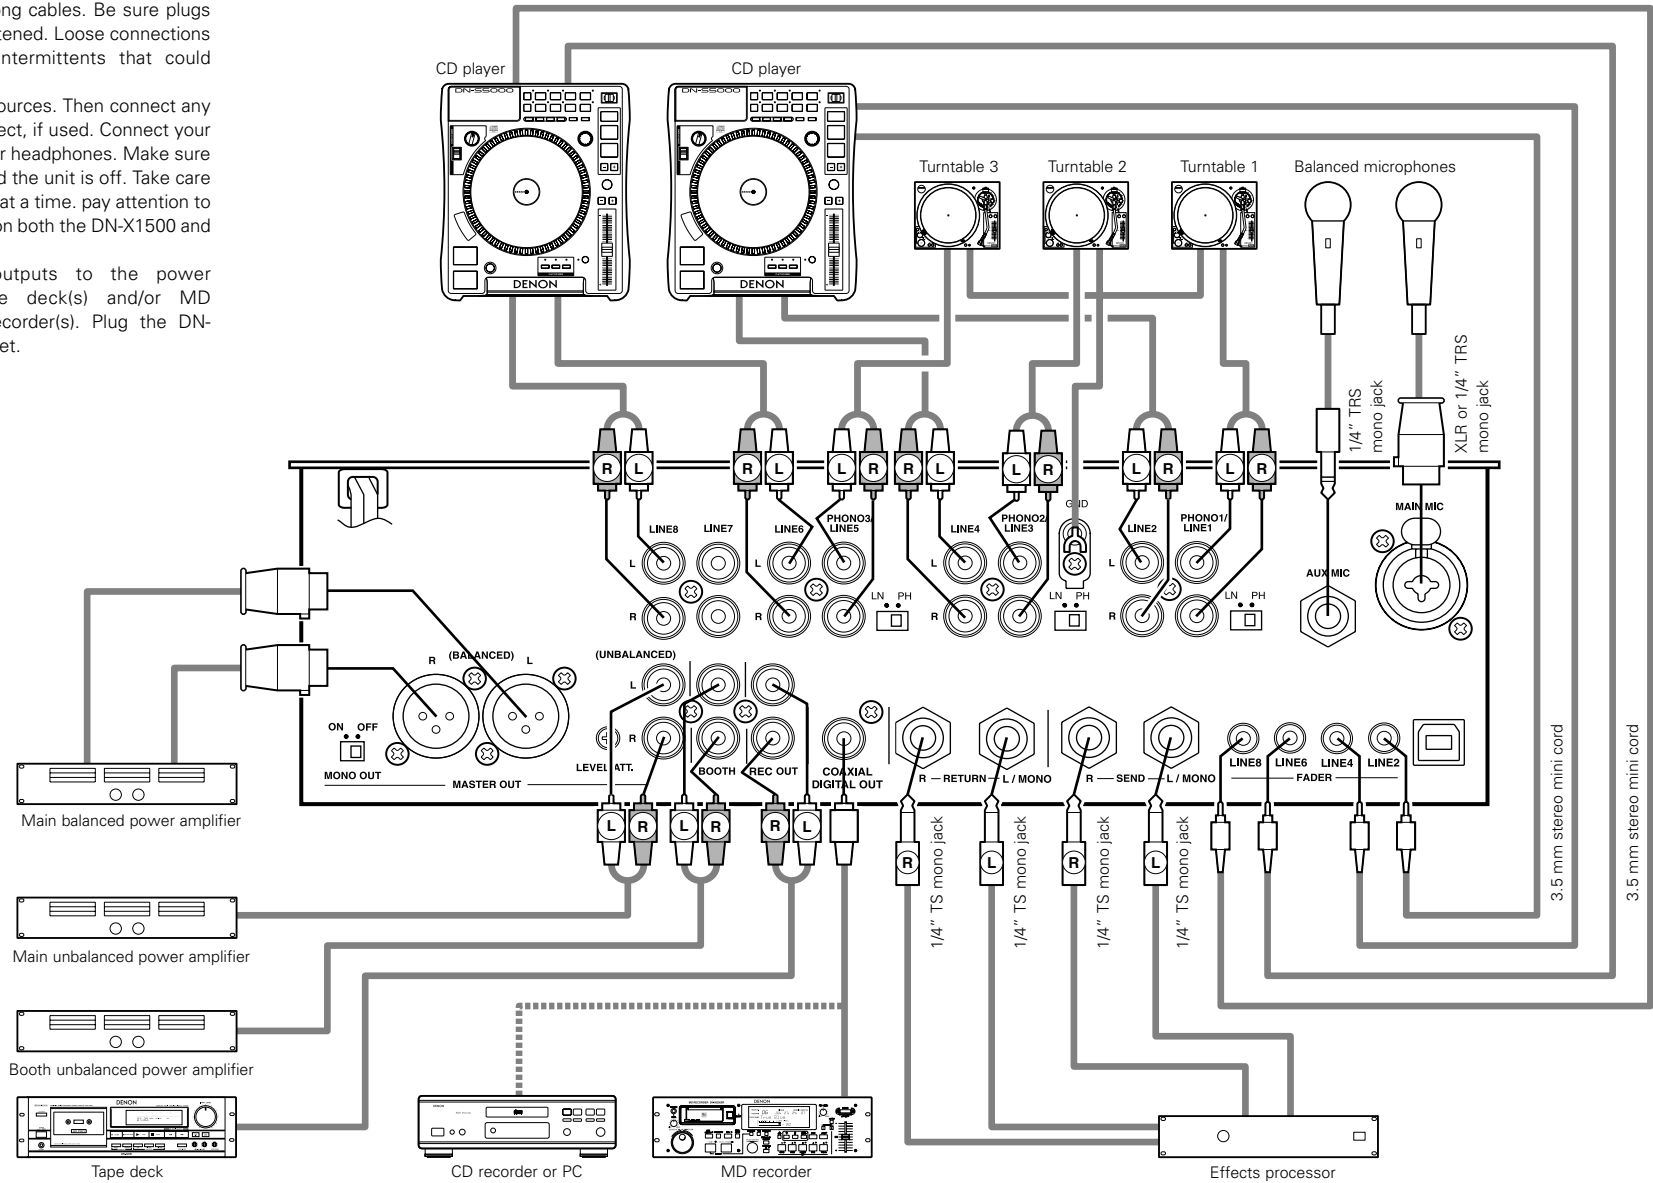 ong cables. Be sure plugs
tened. Loose connections
ntermittents that could
ources. Then connect any
ect, if used. Connect your
r headphones. Make sure
d the unit is off. Take care
at a time. pay attention to
on both the DN-X1500 and
outputs to the power
e deck(s) and/or MD
ecorder(s). Plug the DN-
et.
CD player
CD player
DN-S5000
DN-S5000
DENON
DENON
Turntable 3
Turntable 2
Turntable 1
Balanced microphones
1/4" TRS
mono jack
XLR or 1/4" TRS
mono jack
R L
R L
L R
R L
L R
L R
L R
LINE8
LINE7
LINE6
PHONO3/
LINE5
LINE4
PHONO2/
LINE3
GND
LINE2
PHONO1/
LINE1
AUX MIC
MAIN MIC
L
L
L
L
R
R
R
R
LN PH
LN PH
LN PH
R (BALANCED) L
(UNBALANCED)
L
R
ON OFF
MONO OUT
MASTER OUT
LEVEL ATT.
BOOTH
REC OUT
COAXIAL
DIGITAL OUT
R — RETURN — L / MONO
R — SEND — L / MONO
LINE8
LINE6
LINE4
LINE2
FADER
L R
L R
R L
R
L
R
L
1/4" TS mono jack
1/4" TS mono jack
1/4" TS mono jack
1/4" TS mono jack
3.5 mm stereo mini cord
3.5 mm stereo mini cord
Main balanced power amplifier
Main unbalanced power amplifier
Booth unbalanced power amplifier
DENON
Tape deck
CD recorder or PC
DENON
MD recorder
Effects processor